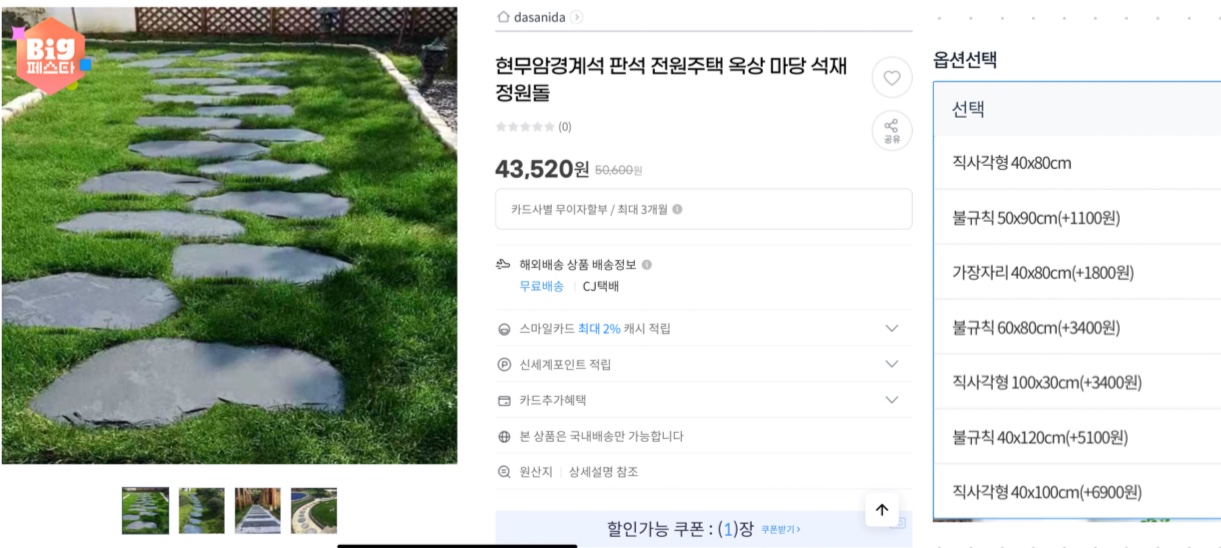 Big
페스타
dasanida
현무암경계석 판석 전원주택 옥상 마당 석재
정원돌
(0)
공유
43,520원 50,600원
카드사별 무이자할부 / 최대 3개월
해외배송 상품 배송정보
무료배송 CJ택배
스마일카드 최대 2% 캐시 적립
신세계포인트 적립
카드추가혜택
본 상품은 국내배송만 가능합니다
원산지 상세설명 참조
할인가능 쿠폰 : (1)장 쿠폰받기
옵션선택
선택
직사각형 40x80cm
불규칙 50x90cm(+1100원)
가장자리 40x80cm(+1800원)
불규칙 60x80cm(+3400원)
직사각형 100x30cm(+3400원)
불규칙 40x120cm(+5100원)
직사각형 40x100cm(+6900원)